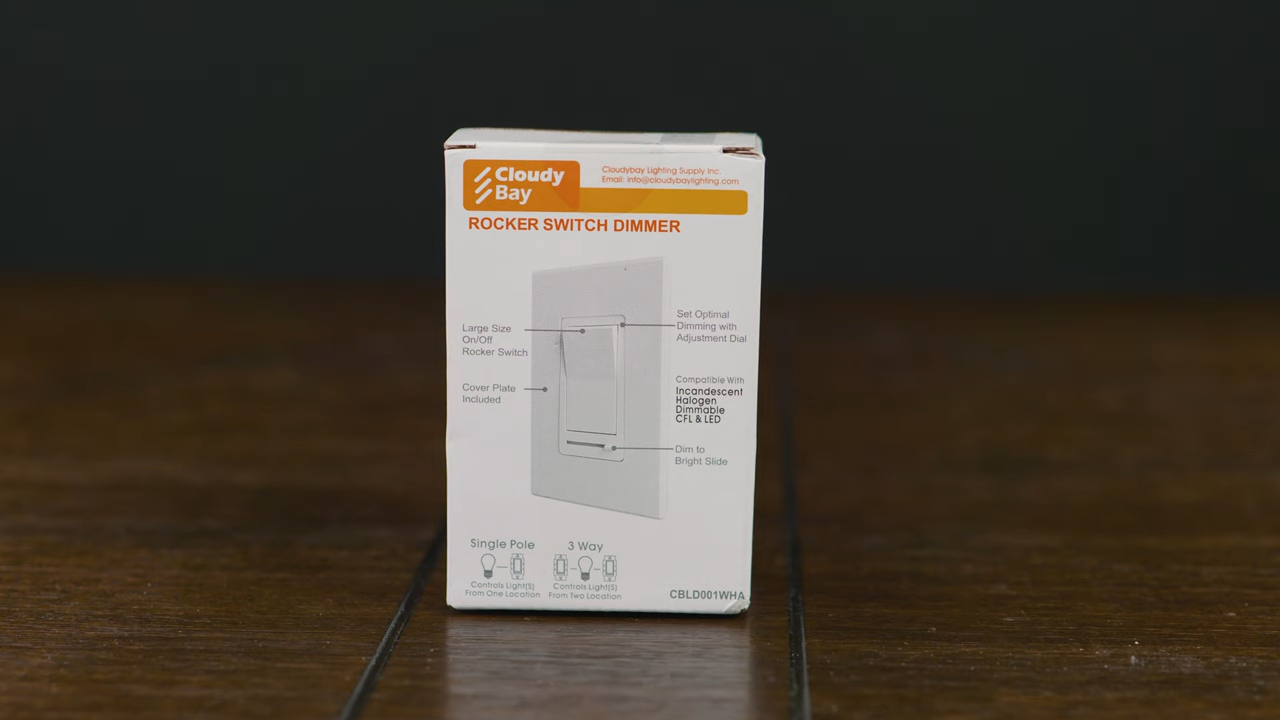 Cloudy
Bay
Cloudybay Lighting Supply Inc.
Email: info@cloudybaylighting.com
ROCKER SWITCH DIMMER
Large Size
On/Off
Rocker Switch
Cover Plate
Included
Set Optimal
Dimming with
Adjustment Dial
Compatible With
Incandescent
Halogen
Dimmable
CFL & LED
Dim to
Bright Slide
Single Pole
Controls Light(S)
From One Location
3 Way
Controls Light(S)
From Two Location
CBLD001WHA